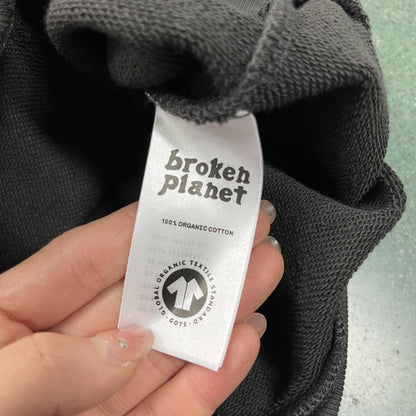 broken
planet
100% ORGANIC COTTON
GLOBAL ORGANIC TEXTILE STANDARD · GOTS ·